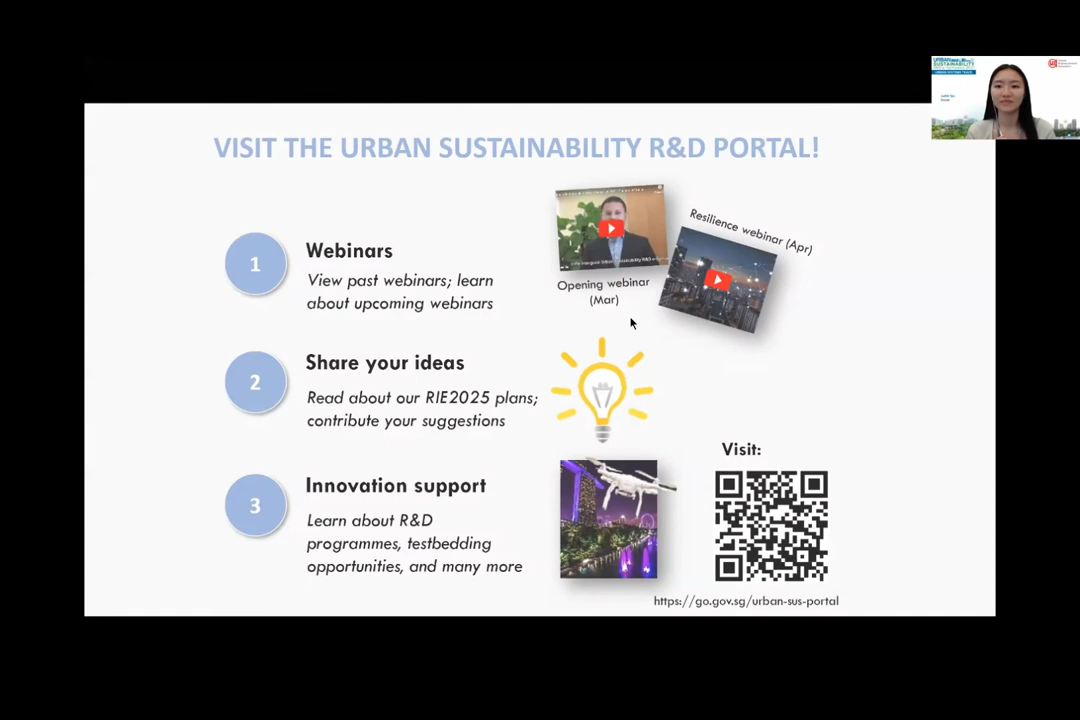 VISIT THE URBAN SUSTAINABILITY R&D PORTAL!
1
Webinars
View past webinars; learn
about upcoming webinars
Opening webinar
(Mar)
Resilience webinar (Apr)
2
Share your ideas
Read about our RIE2025 plans;
contribute your suggestions
3
Innovation support
Learn about R&D
programmes, testbedding
opportunities, and many more
Visit:
https://go.gov.sg/urban-sus-portal
SUSTAINABILITY